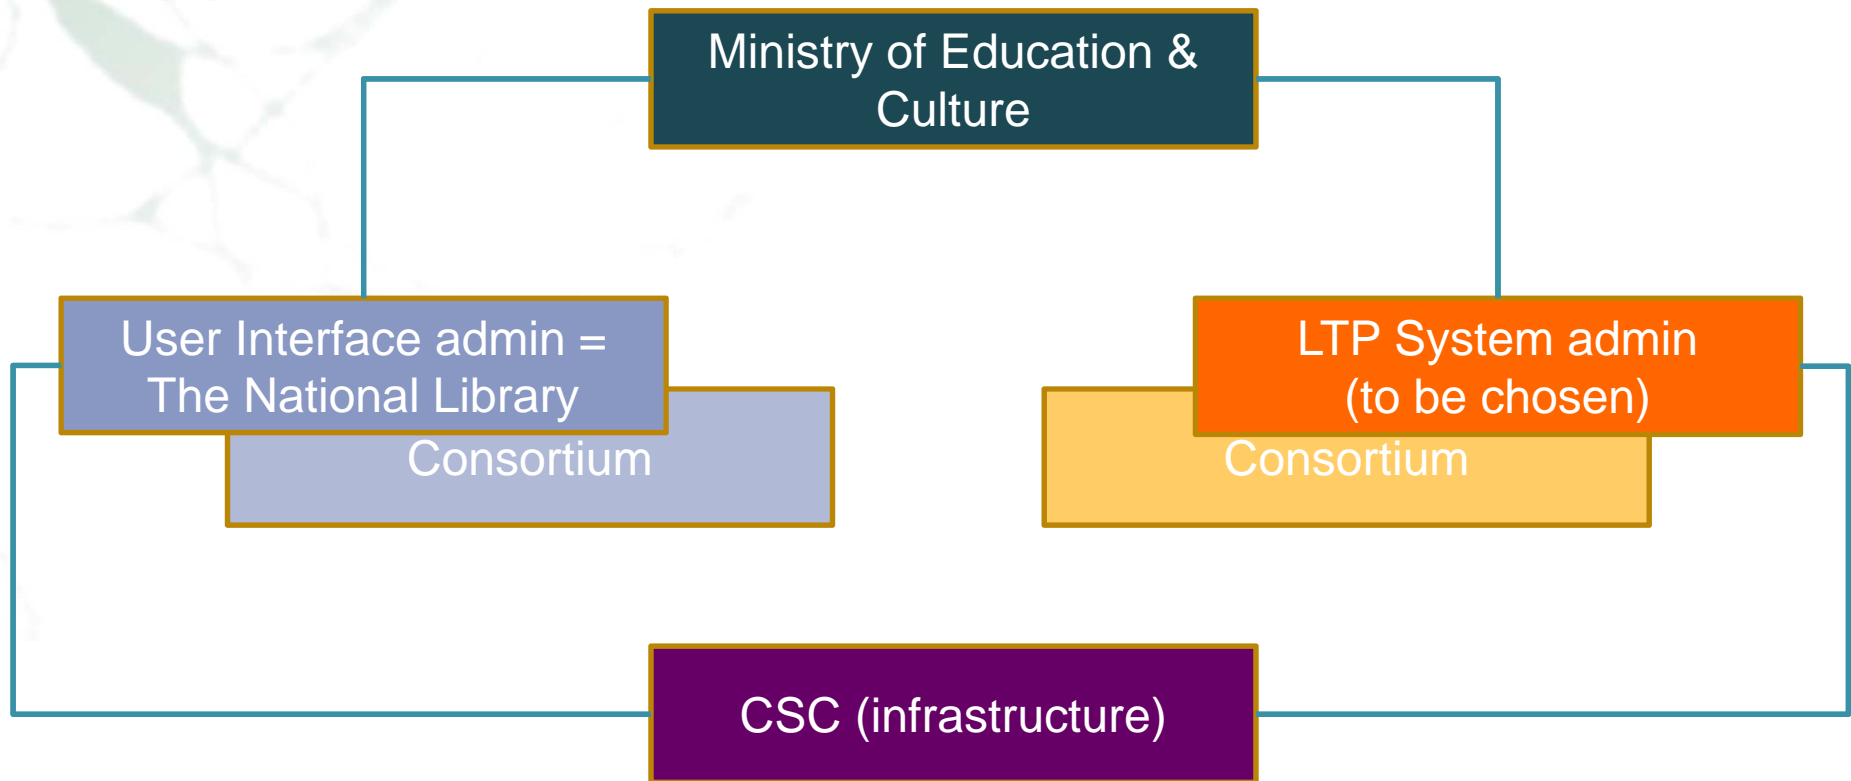 Ministry of Education &
Culture
User Interface admin =
The National Library
Consortium
LTP System admin
(to be chosen)
Consortium
CSC (infrastructure)